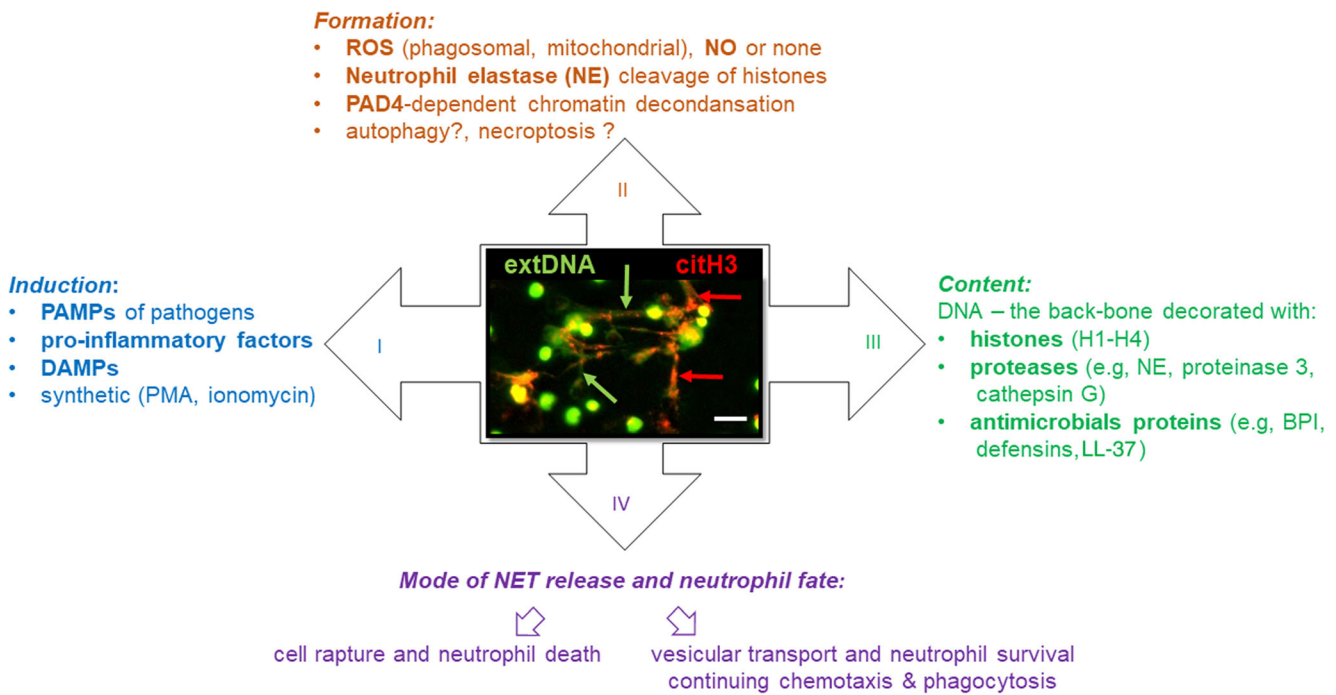 Formation:
• ROS (phagosomal, mitochondrial), NO or none
• Neutrophil elastase (NE) cleavage of histones
• PAD4-dependent chromatin decondansation
• autophagy?, necroptosis ?
II
extDNA
citH3
Induction:
• PAMPs of pathogens
• pro-inflammatory factors
• DAMPs
• synthetic (PMA, ionomycin)
I
III
Content:
DNA – the back-bone decorated with:
• histones (H1-H4)
• proteases (e.g, NE, proteinase 3,
cathepsin G)
• antimicrobials proteins (e.g, BPI,
defensins,LL-37)
IV
Mode of NET release and neutrophil fate:
cell rapture and neutrophil death
vesicular transport and neutrophil survival
continuing chemotaxis & phagocytosis